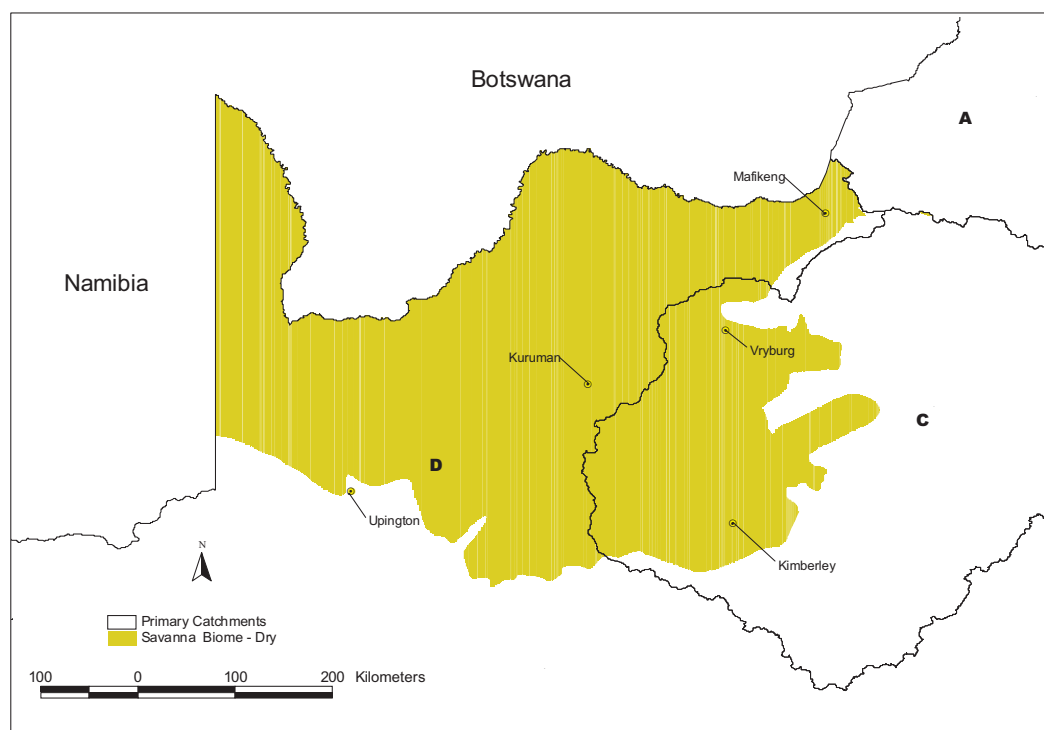 Botswana
A
Mafikeng
Namibia
Vryburg
Kuruman
C
D
Upington
Kimberley
N
Primary Catchments
Savanna Biome - Dry
100 0 100 200 Kilometers